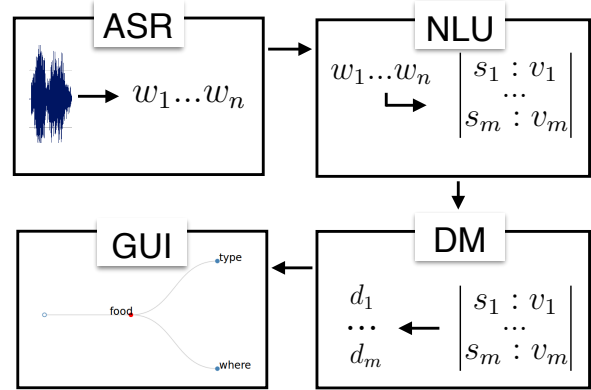 ASR
w₁...wₙ
NLU
w₁...wₙ
s₁ : v₁
...
sₘ : vₘ
GUI
type
food
where
DM
d₁
...
dₘ
s₁ : v₁
...
sₘ : vₘ